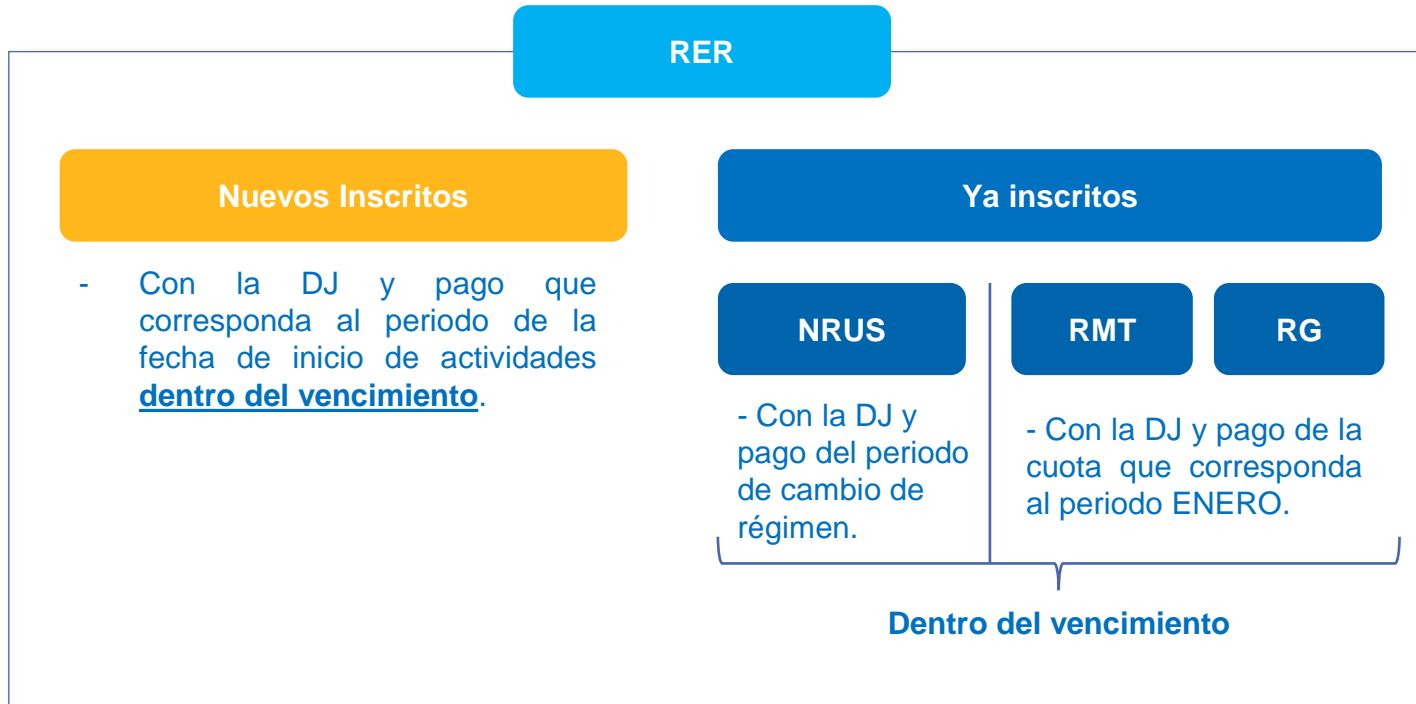 RER
Nuevos Inscritos
- Con la DJ y pago que
corresponda al periodo de la
fecha de inicio de actividades
dentro del vencimiento.
Ya inscritos
NRUS
- Con la DJ y
pago del periodo
de cambio de
régimen.
RMT
RG
- Con la DJ y pago de la
cuota que corresponda
al periodo ENERO.
Dentro del vencimiento